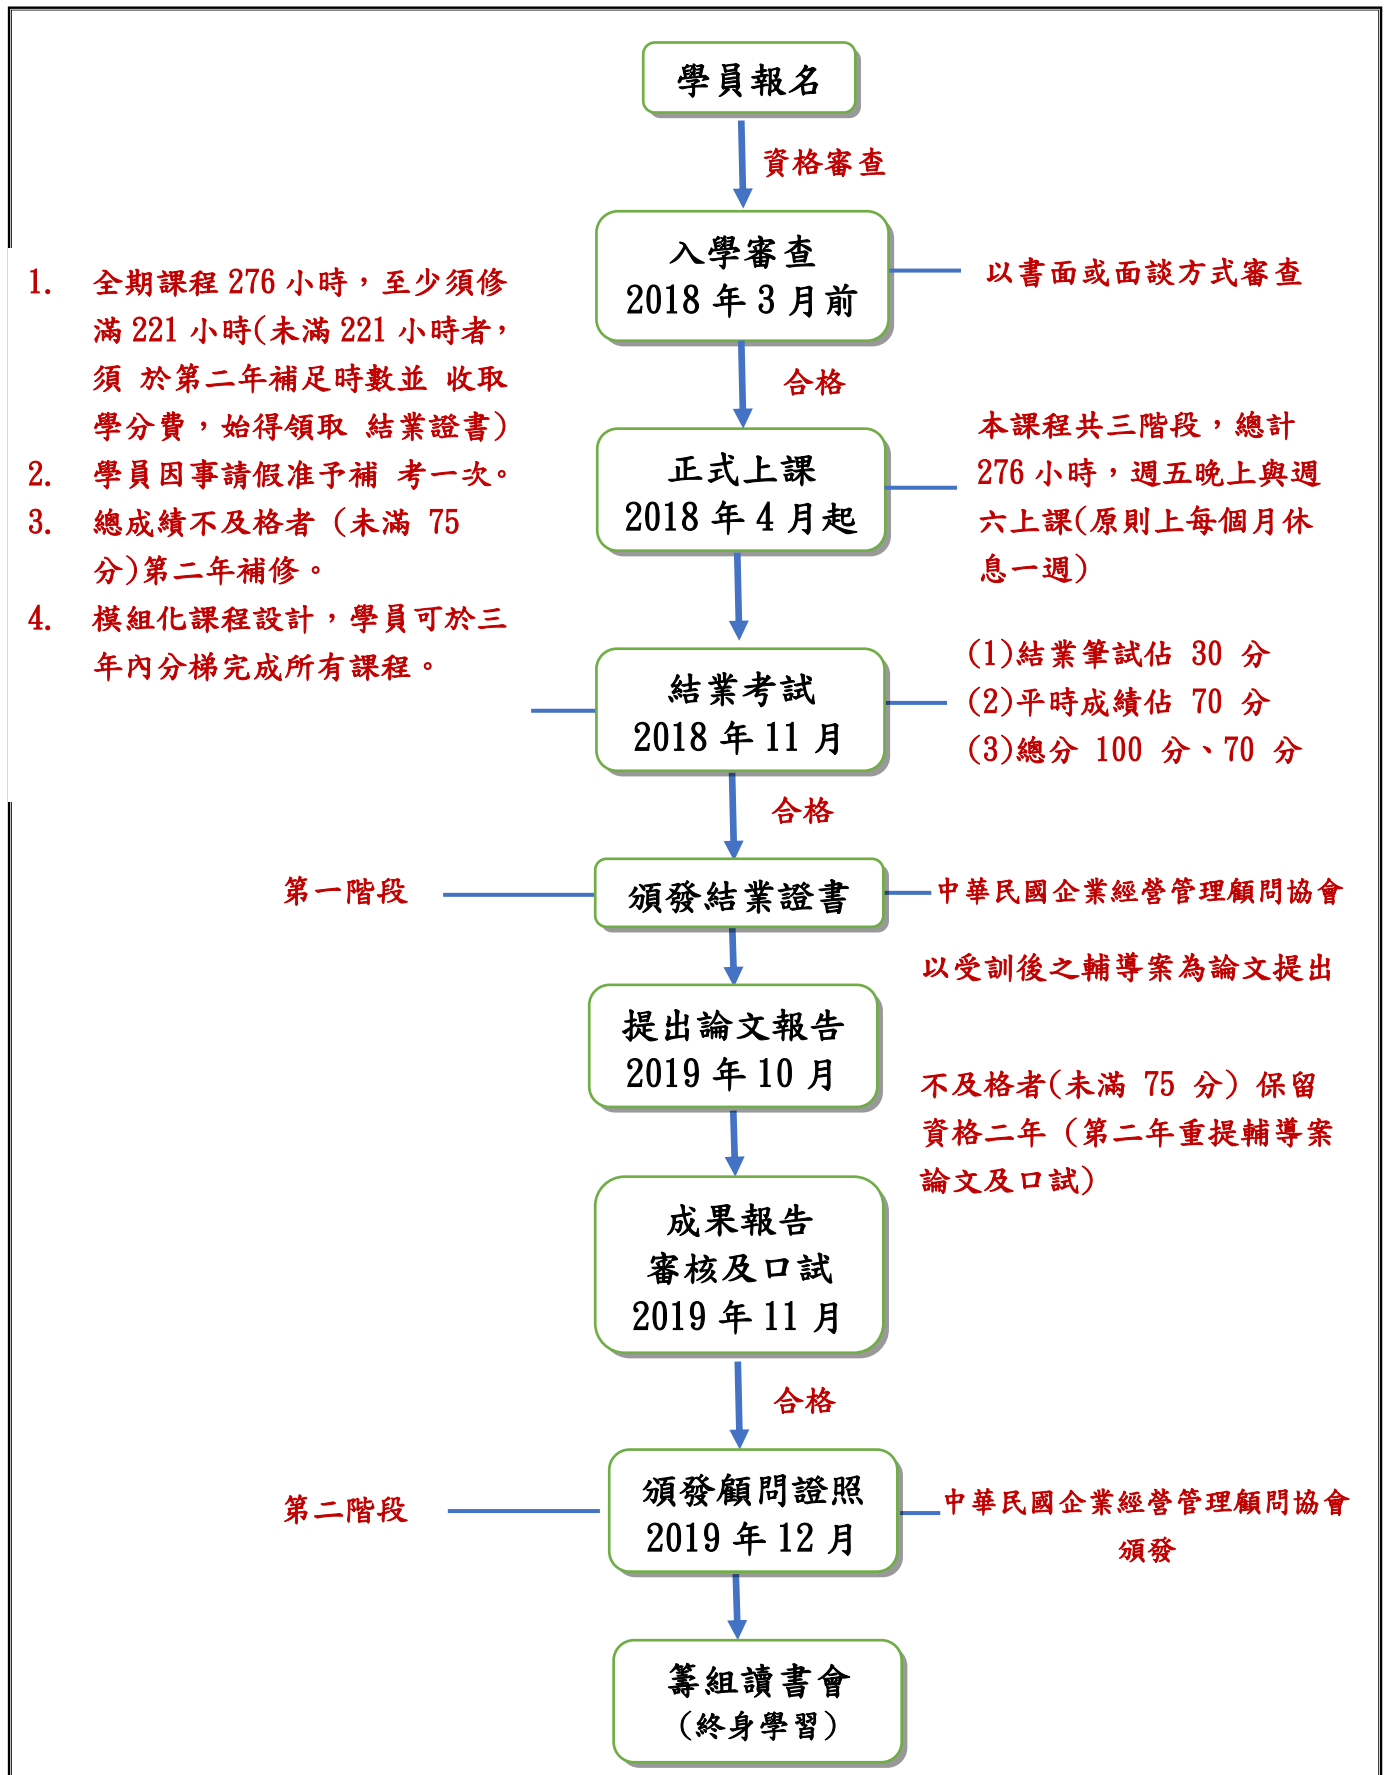 學員報名
資格審查
入學審查
2018 年 3 月前
以書面或面談方式審查
1. 全期課程 276 小時，至少須修
滿 221 小時(未滿 221 小時者，
須 於第二年補足時數並 收取
學分費，始得領取 結業證書)
2. 學員因事請假准予補 考一次。
3. 總成績不及格者 (未滿 75
分)第二年補修。
4. 模組化課程設計，學員可於三
年內分梯完成所有課程。
合格
正式上課
2018 年 4 月起
本課程共三階段，總計
276 小時，週五晚上與週
六上課(原則上每個月休
息一週)
結業考試
2018 年 11 月
(1)結業筆試佔 30 分
(2)平時成績佔 70 分
(3)總分 100 分、70 分
合格
第一階段
頒發結業證書
中華民國企業經營管理顧問協會
以受訓後之輔導案為論文提出
提出論文報告
2019 年 10 月
不及格者(未滿 75 分) 保留
資格二年 (第二年重提輔導案
論文及口試)
成果報告
審核及口試
2019 年 11 月
合格
第二階段
頒發顧問證照
2019 年 12 月
中華民國企業經營管理顧問協會
頒發
籌組讀書會
(終身學習)